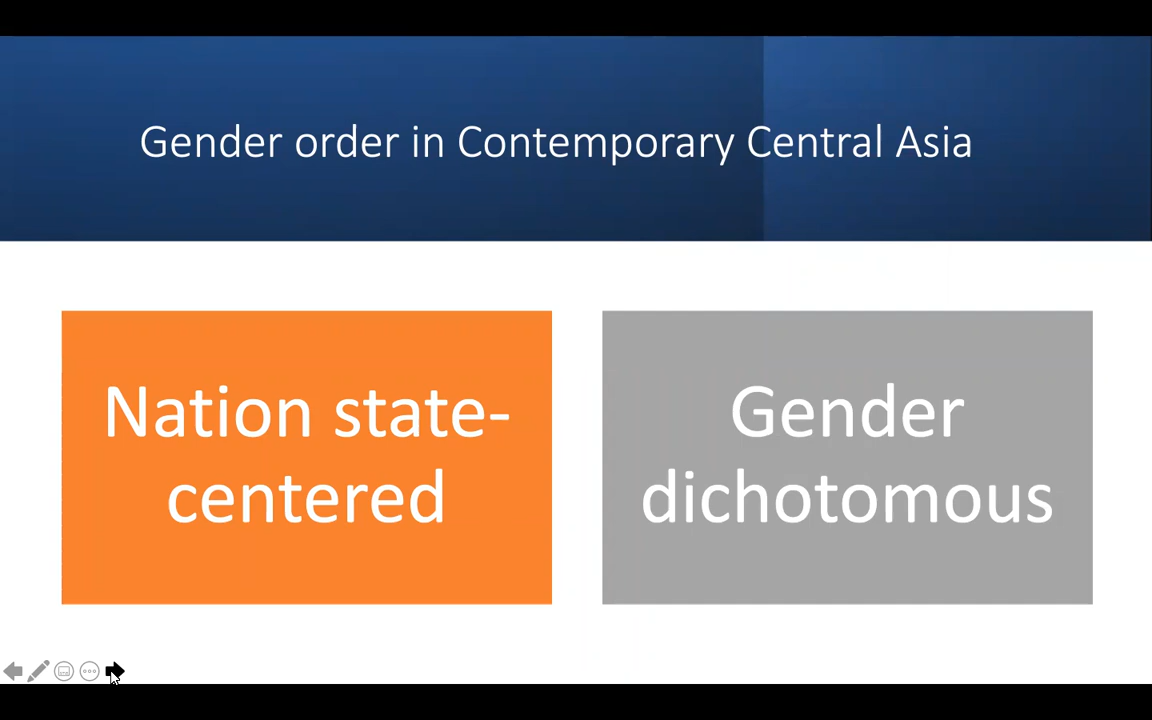 Gender order in Contemporary Central Asia
Nation state-
centered
Gender
dichotomous